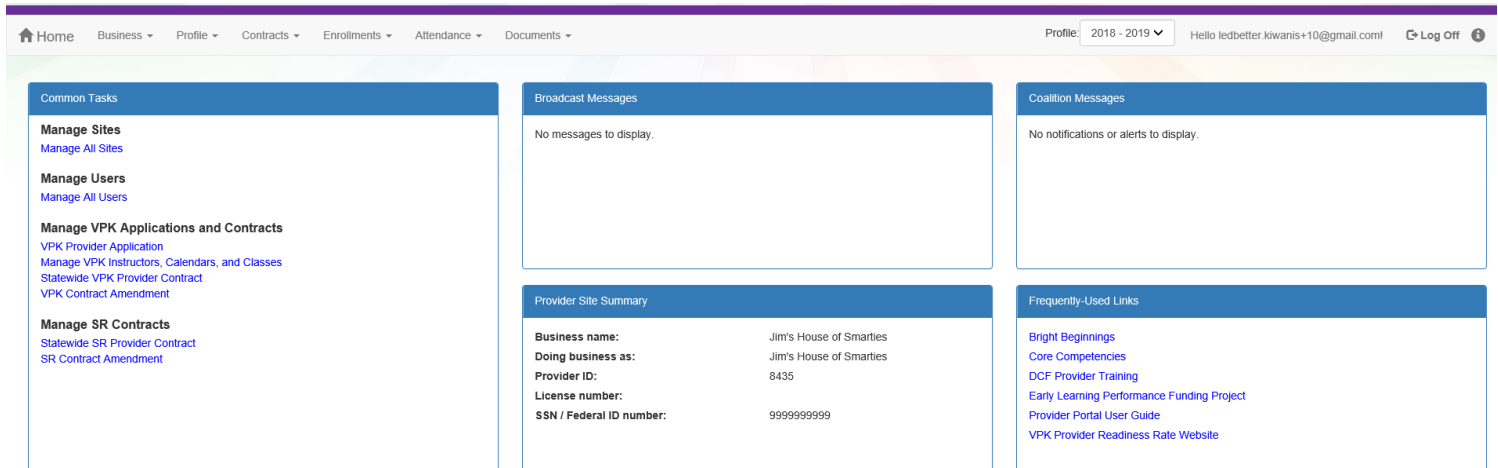 Home Business Profile Contracts Enrollments Attendance Documents Profile: 2018 - 2019 Hello ledbetter.kiwanis+10@gmail.com! Log Off
Common Tasks
Manage Sites
Manage All Sites
Manage Users
Manage All Users
Manage VPK Applications and Contracts
VPK Provider Application
Manage VPK Instructors, Calendars, and Classes
Statewide VPK Provider Contract
VPK Contract Amendment
Manage SR Contracts
Statewide SR Provider Contract
SR Contract Amendment
Broadcast Messages
No messages to display.
Coalition Messages
No notifications or alerts to display.
Provider Site Summary
Business name: Jim's House of Smarties
Doing business as: Jim's House of Smarties
Provider ID: 8435
License number:
SSN / Federal ID number: 9999999999
Frequently-Used Links
Bright Beginnings
Core Competencies
DCF Provider Training
Early Learning Performance Funding Project
Provider Portal User Guide
VPK Provider Readiness Rate Website